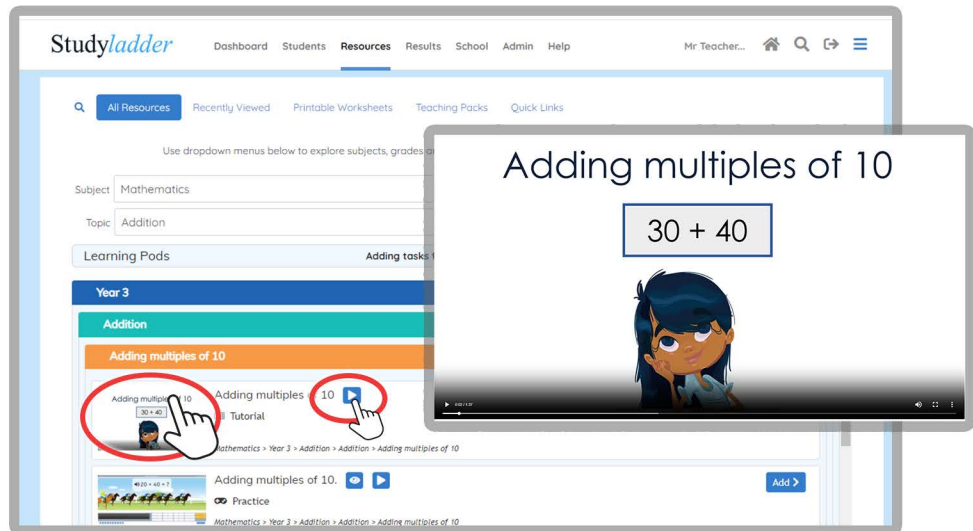 Studyladder
Dashboard Students Resources Results School Admin Help
Mr Teacher...
All Resources Recently Viewed Printable Worksheets Teaching Packs Quick Links
Use dropdown menus below to explore subjects, grades
Subject Mathematics
Topic Addition
Learning Pods Adding tasks
Year 3
Addition
Adding multiples of 10
Adding multiple 10
30 + 40
Adding multiples of 10
Tutorial
Mathematics > Year 3 > Addition > Addition > Adding multiples of 10
20 + 40 = ?
Adding multiples of 10.
Practice
Add >
Mathematics > Year 3 > Addition > Addition > Adding multiples of 10
Adding multiples of 10
30 + 40